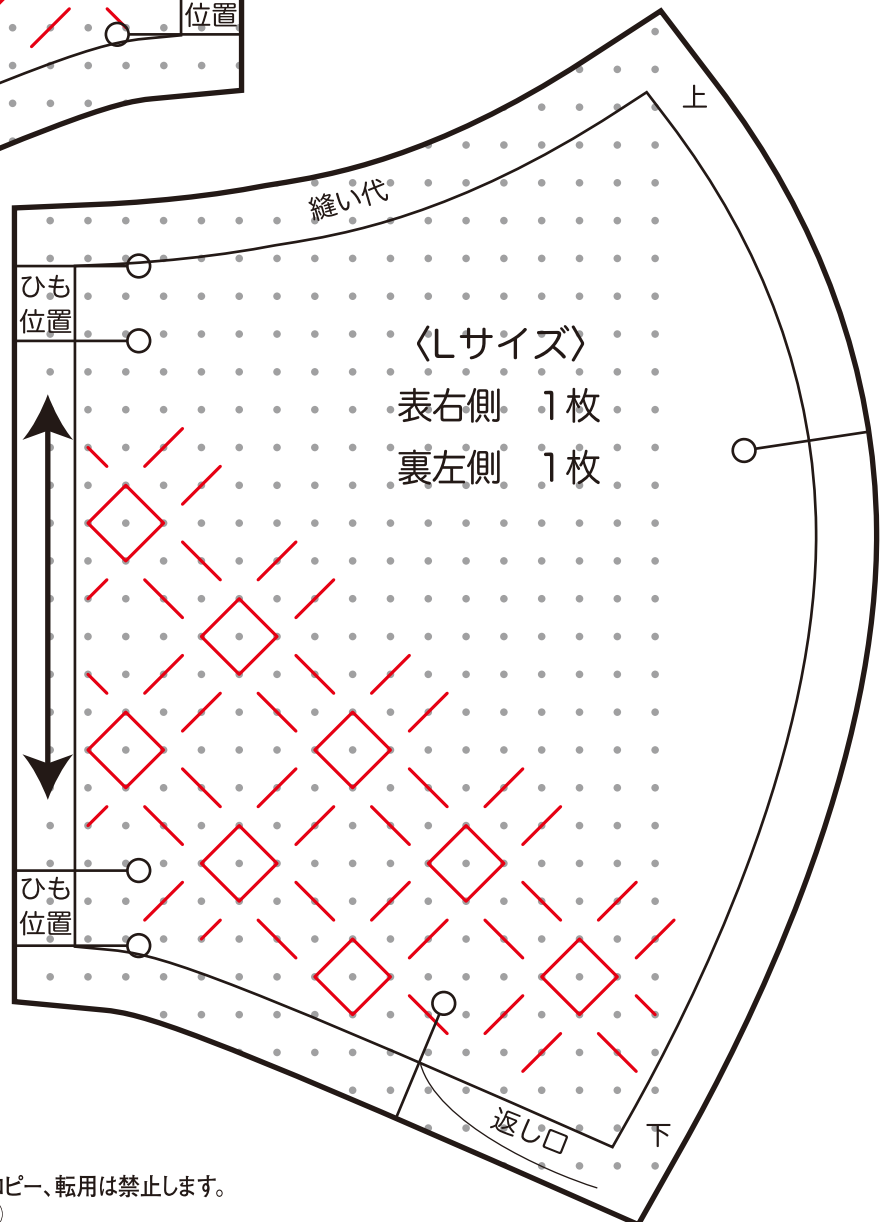 位置
上
縫い代
ひも
位置
〈Lサイズ〉
表右側　1枚
裏左側　1枚
ひも
位置
返し口
下
ピー、転用は禁止します。